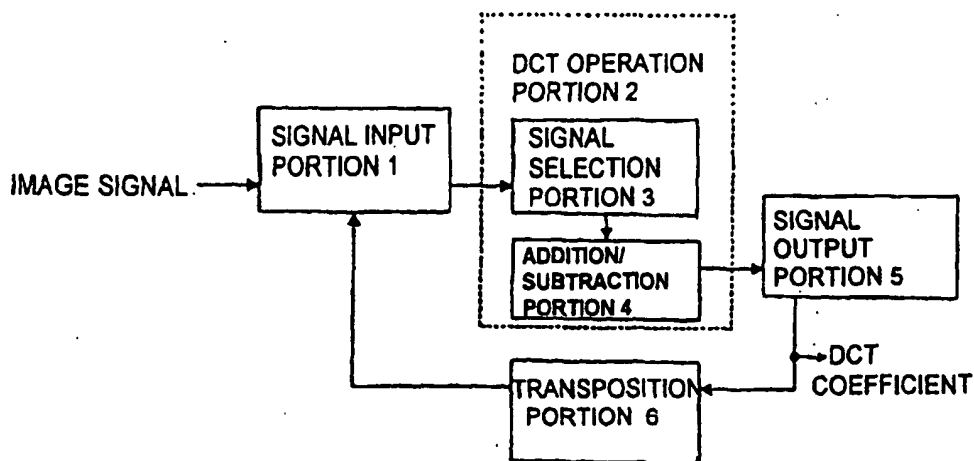 DCT OPERATION
PORTION 2
SIGNAL INPUT
PORTION 1
SIGNAL
SELECTION
PORTION 3
IMAGE SIGNAL
SIGNAL
OUTPUT
PORTION 5
ADDITION/
SUBTRACTION
PORTION 4
DCT
COEFFICIENT
TRANSPOSITION
PORTION 6